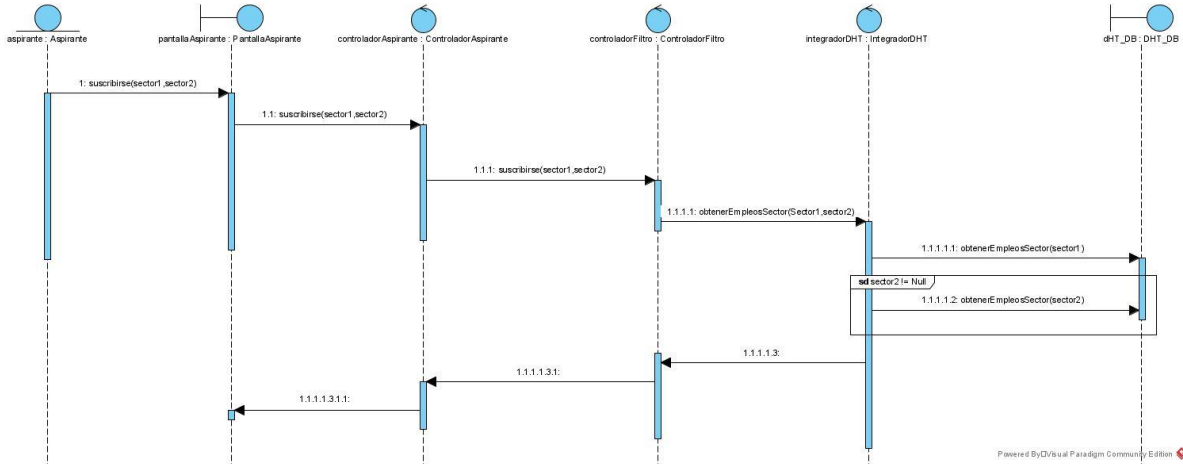 aspirante : Aspirante
pantallaAspirante : PantallaAspirante
controladorAspirante : ControladorAspirante
controladorFiltro : ControladorFiltro
integradorDHT : IntegradorDHT
dHT_DB : DHT_DB
1: suscribirse(sector1,sector2)
1.1: suscribirse(sector1,sector2)
1.1.1: suscribirse(sector1,sector2)
1.1.1.1: obtenerEmpleosSector(Sector1,sector2)
1.1.1.1.1: obtenerEmpleosSector(sector1)
sd sector2 != Null
1.1.1.1.2: obtenerEmpleosSector(sector2)
1.1.1.1.3:
1.1.1.1.3.1:
1.1.1.1.3.1.1:
Powered By Visual Paradigm Community Edition